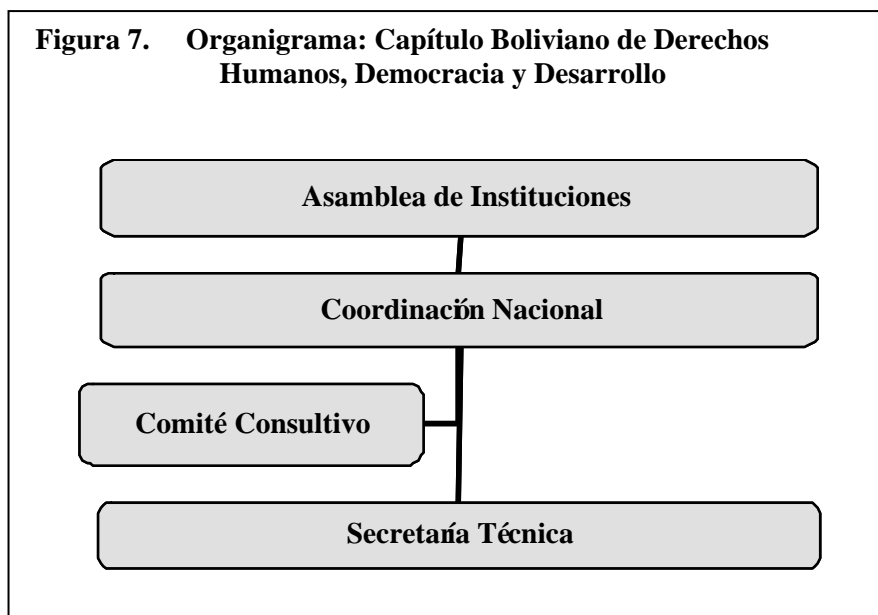 Figura 7. Organigrama: Capítulo Boliviano de Derechos
Humanos, Democracia y Desarrollo
Asamblea de Instituciones
Coordinación Nacional
Comité Consultivo
Secretaría Técnica